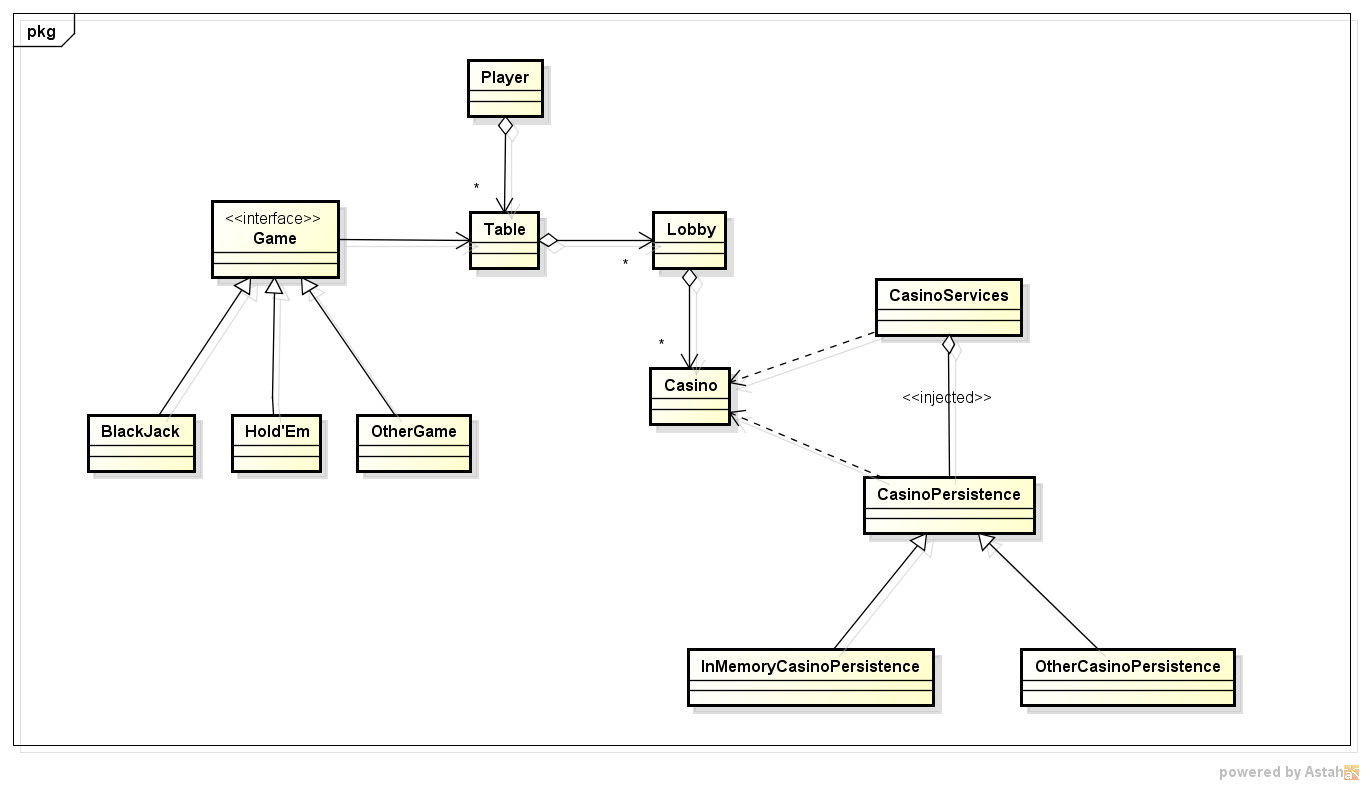 pkg
Player
*
<<interface>>
Game
Table
Lobby
*
CasinoServices
*
Casino
<<injected>>
BlackJack
Hold'Em
OtherGame
CasinoPersistence
InMemoryCasinoPersistence
OtherCasinoPersistence
powered by Astah